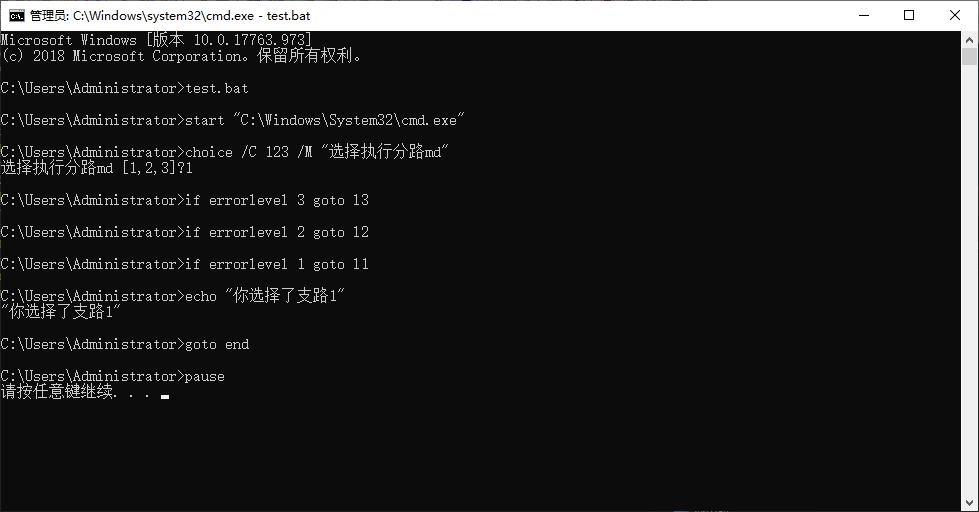 管理员: C:\Windows\system32\cmd.exe - test.bat
Microsoft Windows [版本 10.0.17763.973]
(c) 2018 Microsoft Corporation。保留所有权利。
C:\Users\Administrator>test.bat
C:\Users\Administrator>start "C:\Windows\System32\cmd.exe"
C:\Users\Administrator>choice /C 123 /M "选择执行分路md"
选择执行分路md [1,2,3]?1
C:\Users\Administrator>if errorlevel 3 goto l3
C:\Users\Administrator>if errorlevel 2 goto l2
C:\Users\Administrator>if errorlevel 1 goto l1
C:\Users\Administrator>echo "你选择了支路1"
"你选择了支路1"
C:\Users\Administrator>goto end
C:\Users\Administrator>pause
请按任意键继续. . .